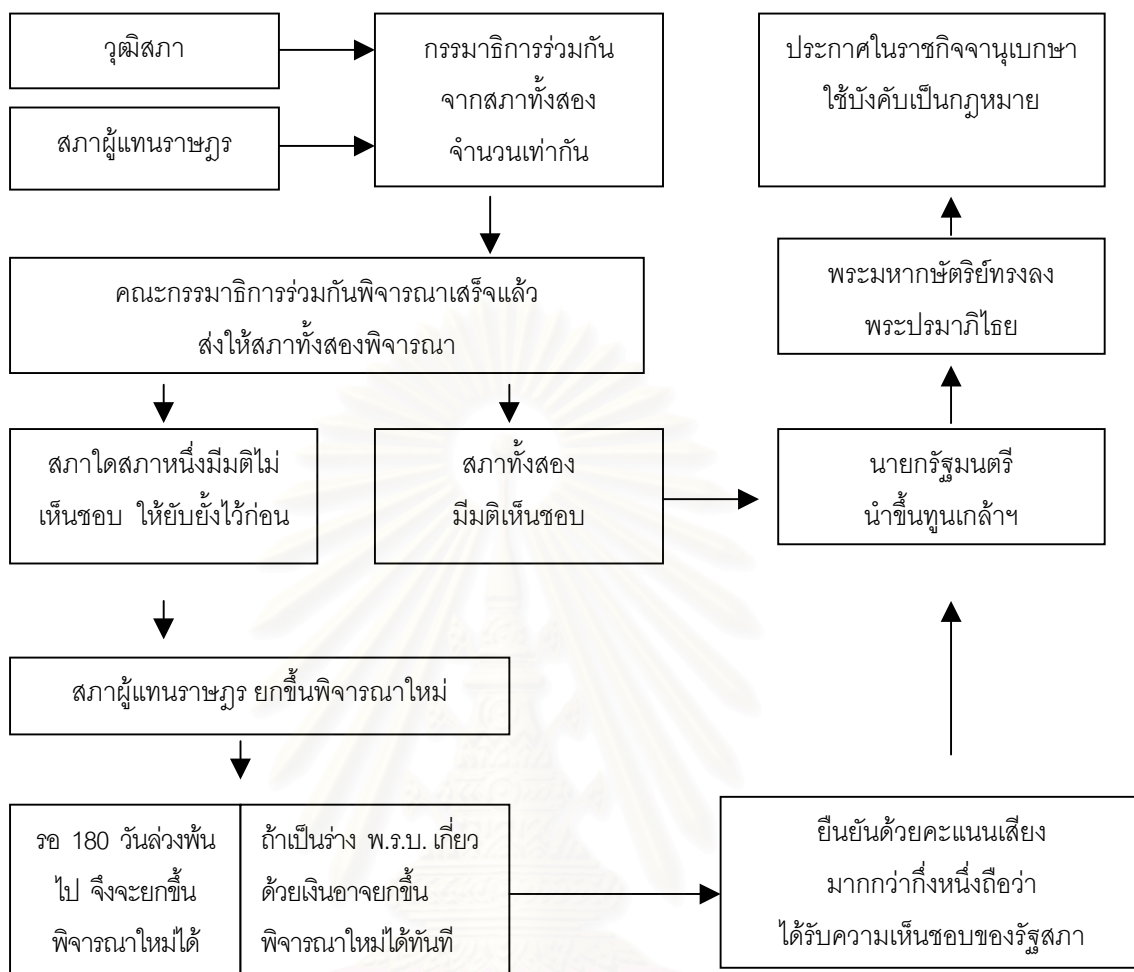 วุฒิสภา
สภาผู้แทนราษฎร
กรรมาธิการร่วมกัน
จากสภาทั้งสอง
จำนวนเท่ากัน
ประกาศในราชกิจจานุเบกษา
ใช้บังคับเป็นกฎหมาย
คณะกรรมาธิการร่วมกันพิจารณาเสร็จแล้ว
ส่งให้สภาทั้งสองพิจารณา
พระมหากษัตริย์ทรงลง
พระปรมาภิไธย
สภาใดสภาหนึ่งมีมติไม่
เห็นชอบ ให้ยับยั้งไว้ก่อน
สภาทั้งสอง
มีมติเห็นชอบ
นายกรัฐมนตรี
นำขึ้นทูนเกล้าฯ
สภาผู้แทนราษฎร ยกขึ้นพิจารณาใหม่
รอ 180 วันล่วงพ้น
ไป จึงจะยกขึ้น
พิจารณาใหม่ได้
ถ้าเป็นร่าง พ.ร.บ. เกี่ยว
ด้วยเงินอาจยกขึ้น
พิจารณาใหม่ได้ทันที
ยืนยันด้วยคะแนนเสียง
มากกว่ากึ่งหนึ่งถือว่า
ได้รับความเห็นชอบของรัฐสภา